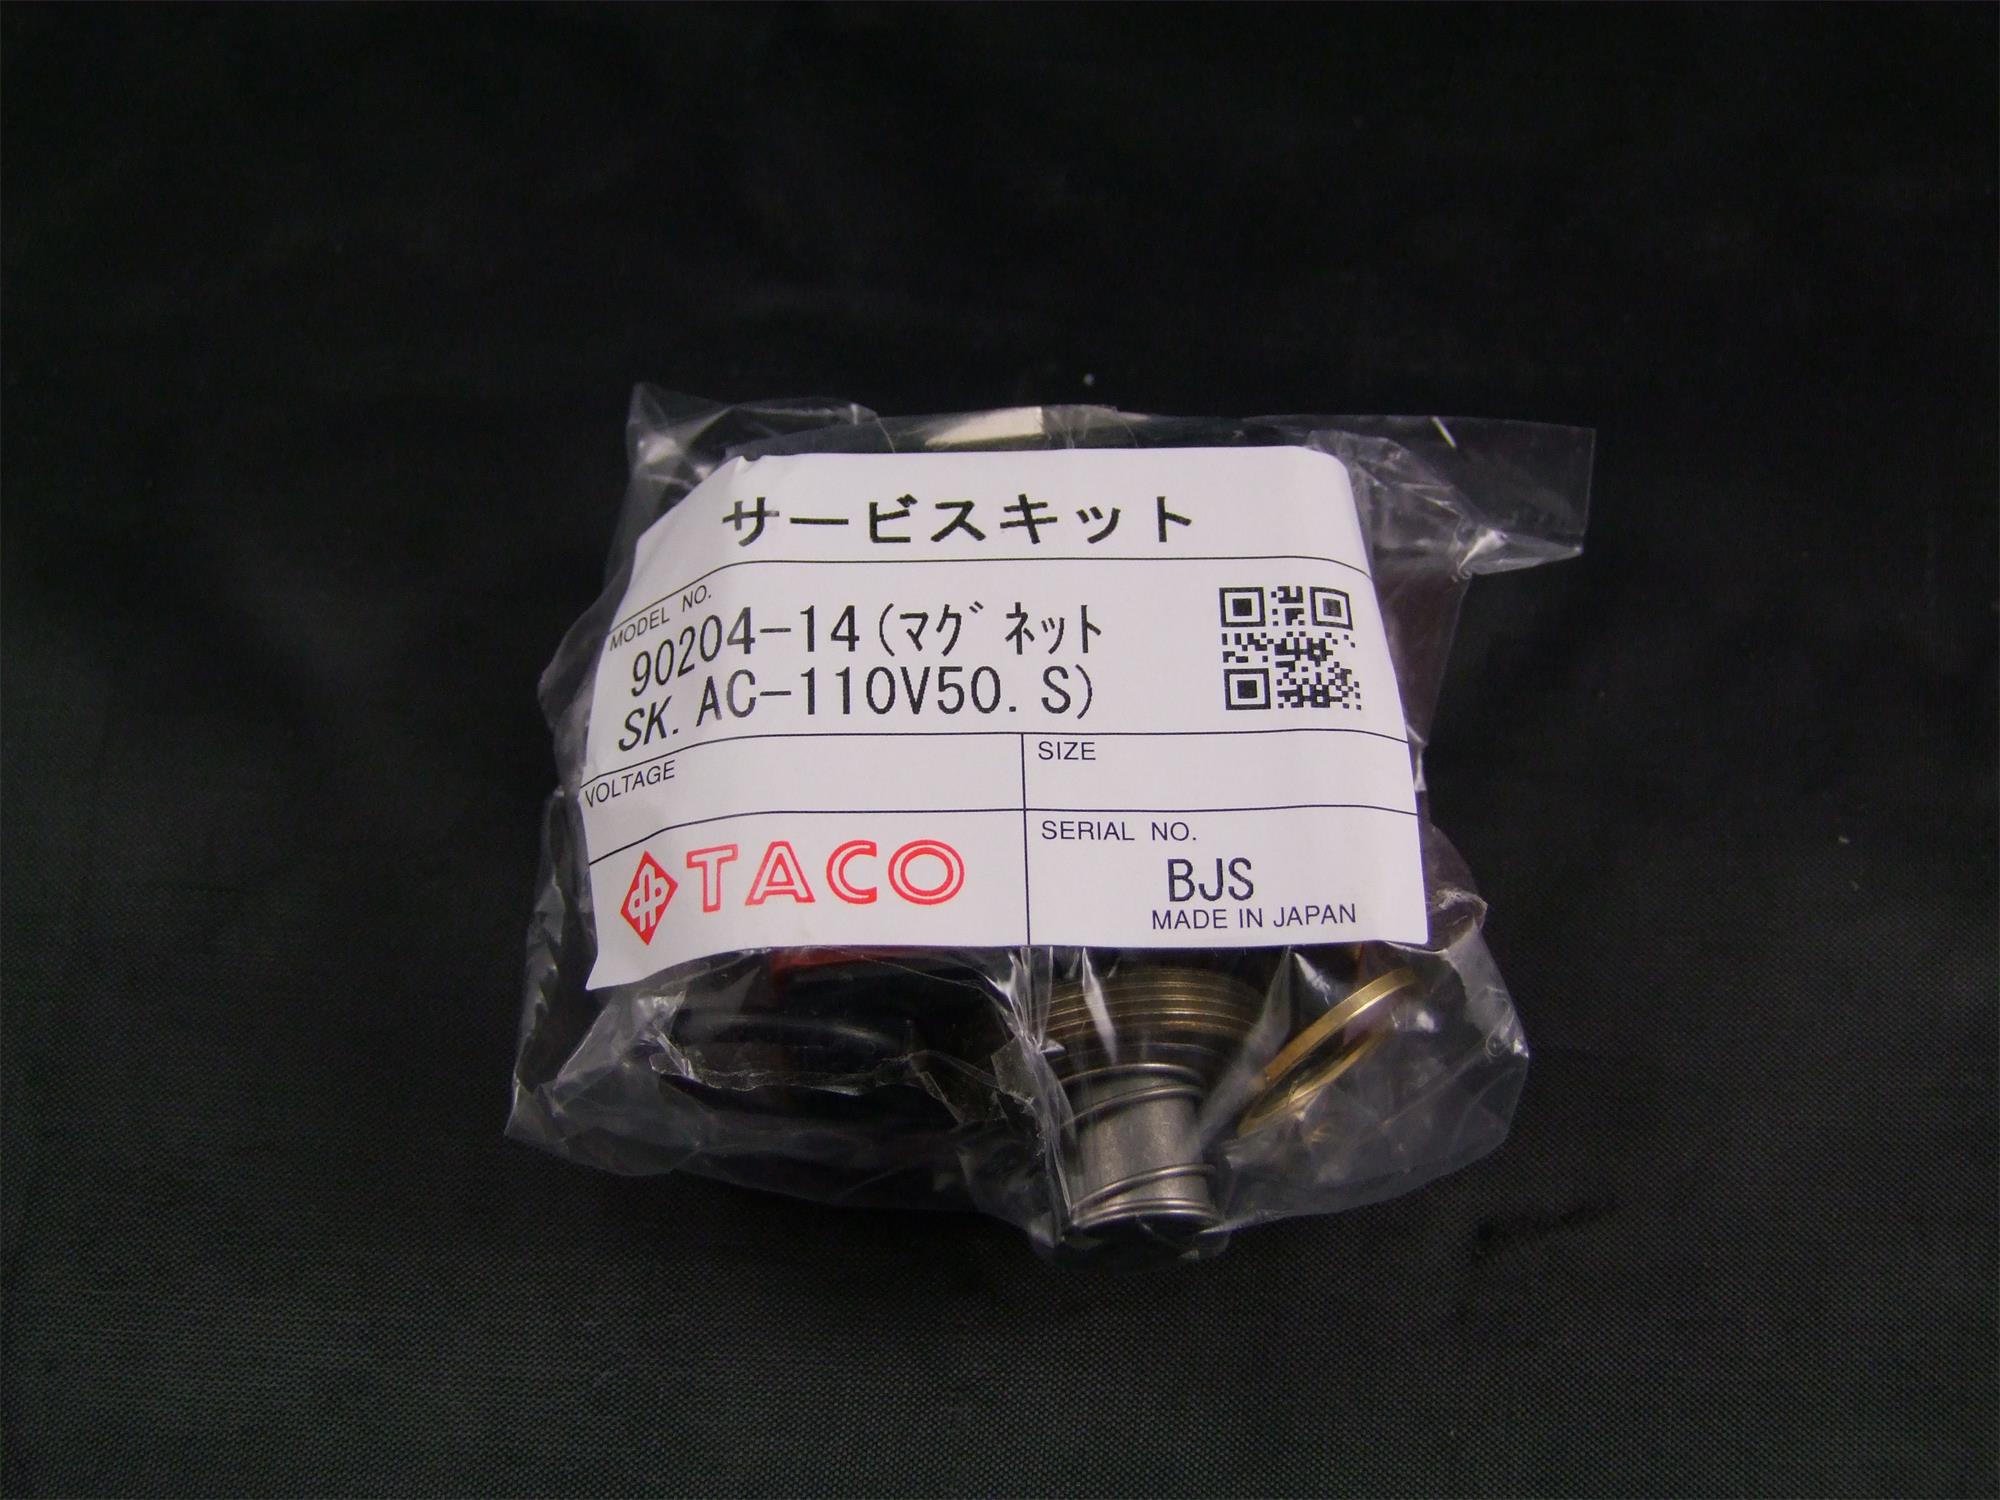 サービスキット
MODEL NO.
90204-14(マグネット
SK. AC-110V50. S)
VOLTAGE
SIZE
TACO
SERIAL NO.
BJS
MADE IN JAPAN